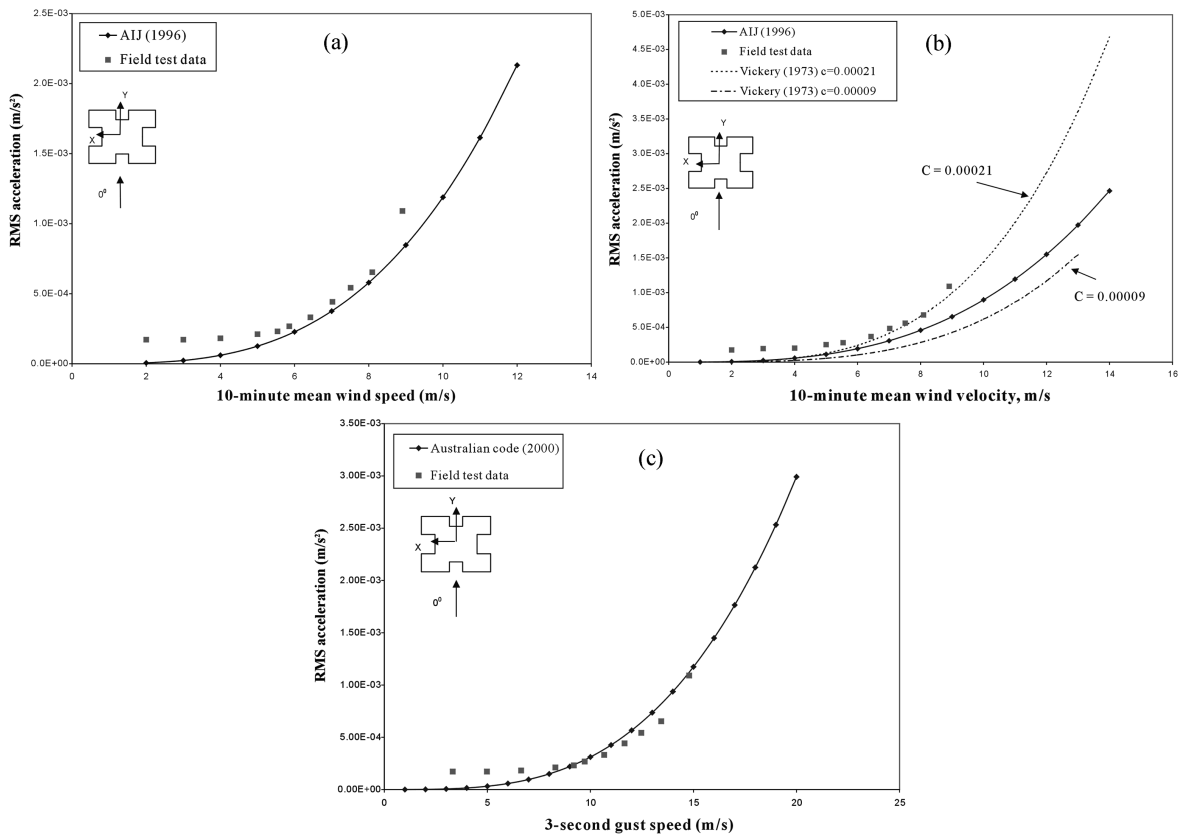 (a)
AIJ (1996)
Field test data
2.5E-03
2.0E-03
1.5E-03
1.0E-03
5.0E-04
0.0E+00
RMS acceleration (m/s²)
Y
X
0⁰
0 2 4 6 8 10 12 14
10-minute mean wind speed (m/s)
(b)
AIJ (1996)
Field test data
Vickery (1973) c=0.00021
Vickery (1973) c=0.00009
5.0E-03
4.5E-03
4.0E-03
3.5E-03
3.0E-03
2.5E-03
2.0E-03
1.5E-03
1.0E-03
5.0E-04
0.0E+00
RMS acceleration (m/s²)
Y
X
0⁰
C = 0.00021
C = 0.00009
0 2 4 6 8 10 12 14 16
10-minute mean wind velocity, m/s
(c)
Australian code (2000)
Field test data
3.50E-03
3.00E-03
2.50E-03
2.00E-03
1.50E-03
1.00E-03
5.00E-04
0.00E+00
RMS acceleration (m/s²)
Y
X
0⁰
0 5 10 15 20 25
3-second gust speed (m/s)